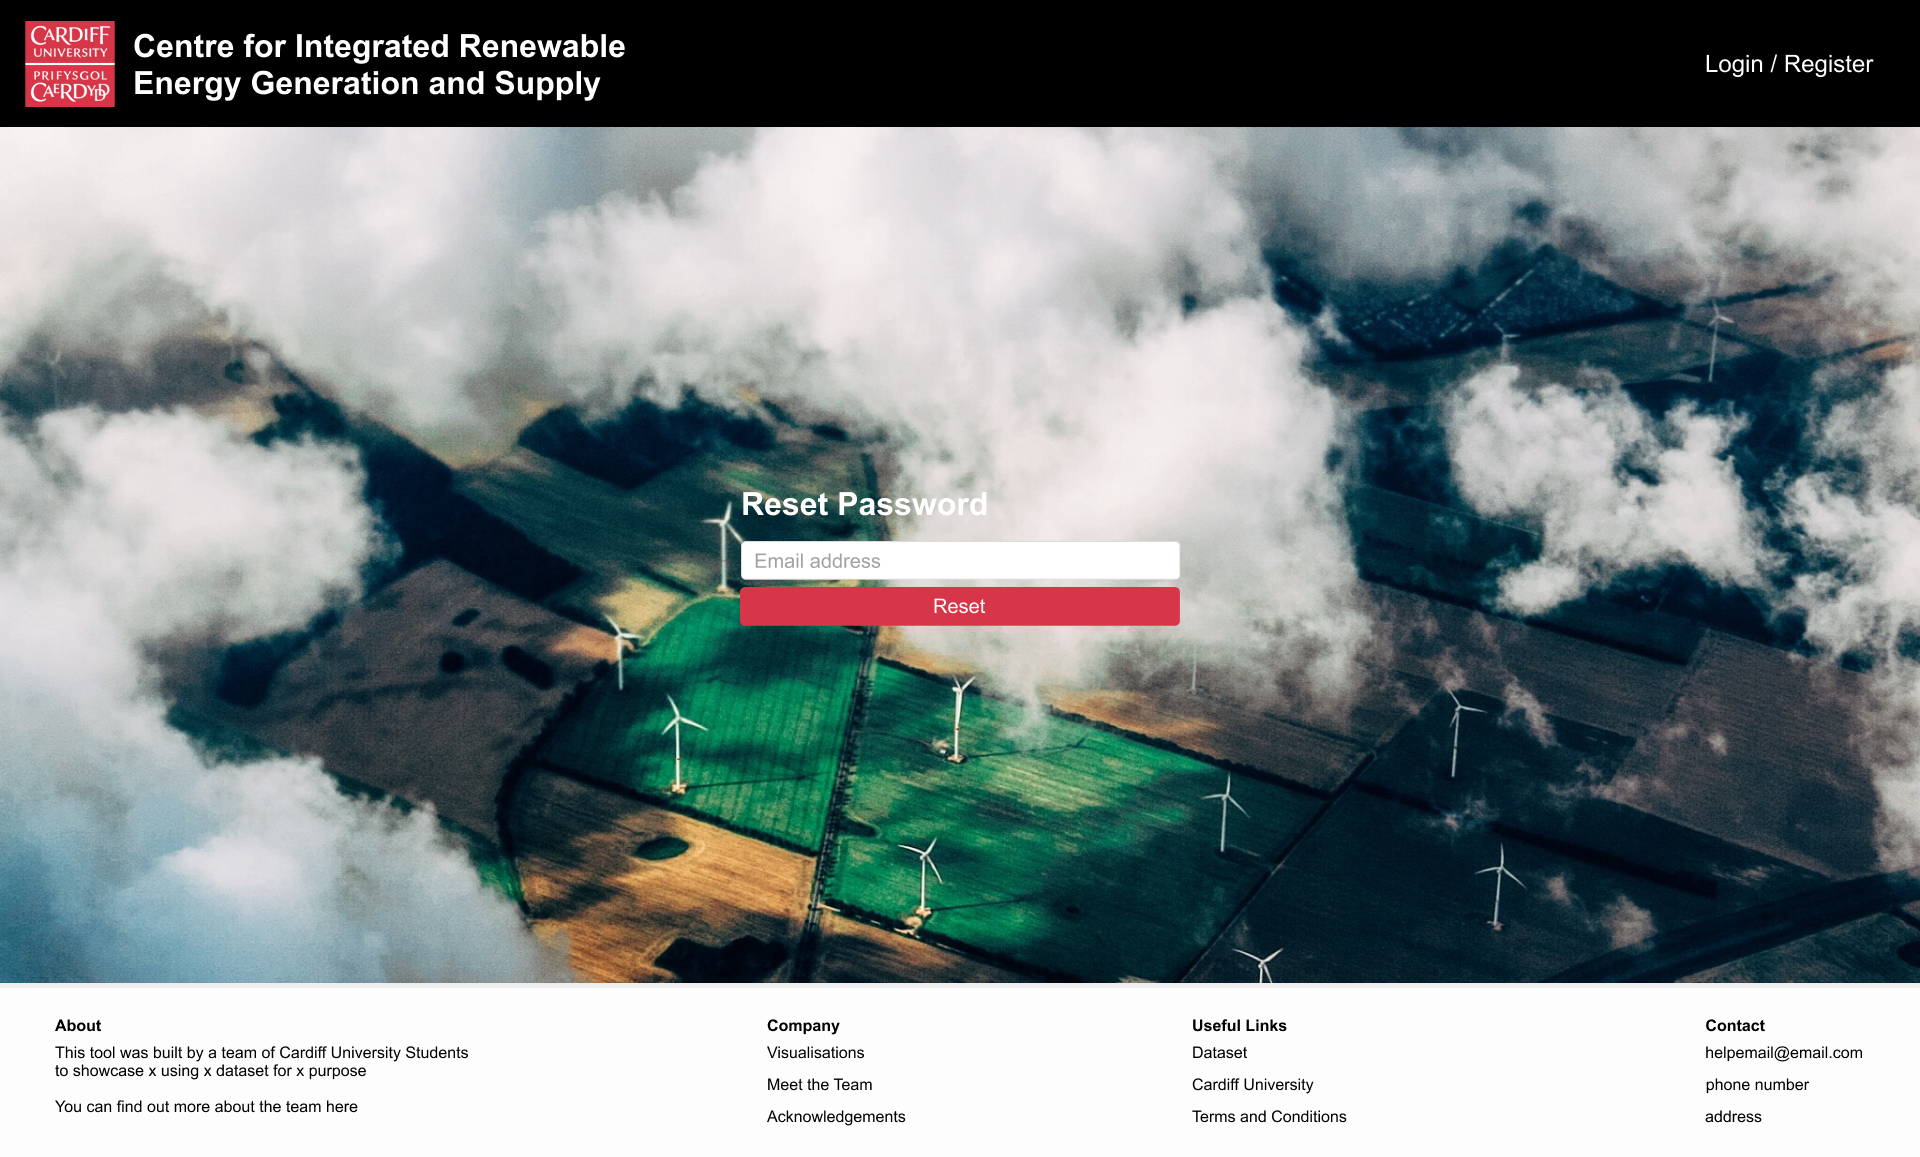 CARDIFF
UNIVERSITY
PRIFYSGOL
CAERDYDD
Centre for Integrated Renewable
Energy Generation and Supply
Login / Register
Reset Password
Email address
Reset
About
This tool was built by a team of Cardiff University Students
to showcase x using x dataset for x purpose
You can find out more about the team here
Company
Visualisations
Meet the Team
Acknowledgements
Useful Links
Dataset
Cardiff University
Terms and Conditions
Contact
helpemail@email.com
phone number
address